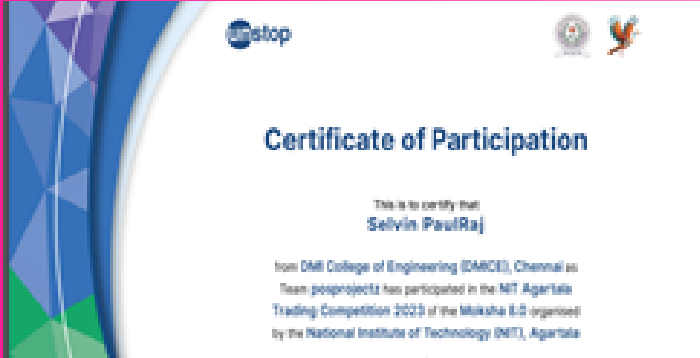 unstop
Certificate of Participation
This is to certify that
Selvin PaulRaj
from DMI College of Engineering (DMICE), Chennai as
Team posprojectz has participated in the NIT Agartala
Trading Competition 2023 of the Moksha 8.0 organised
by the National Institute of Technology (NIT), Agartala